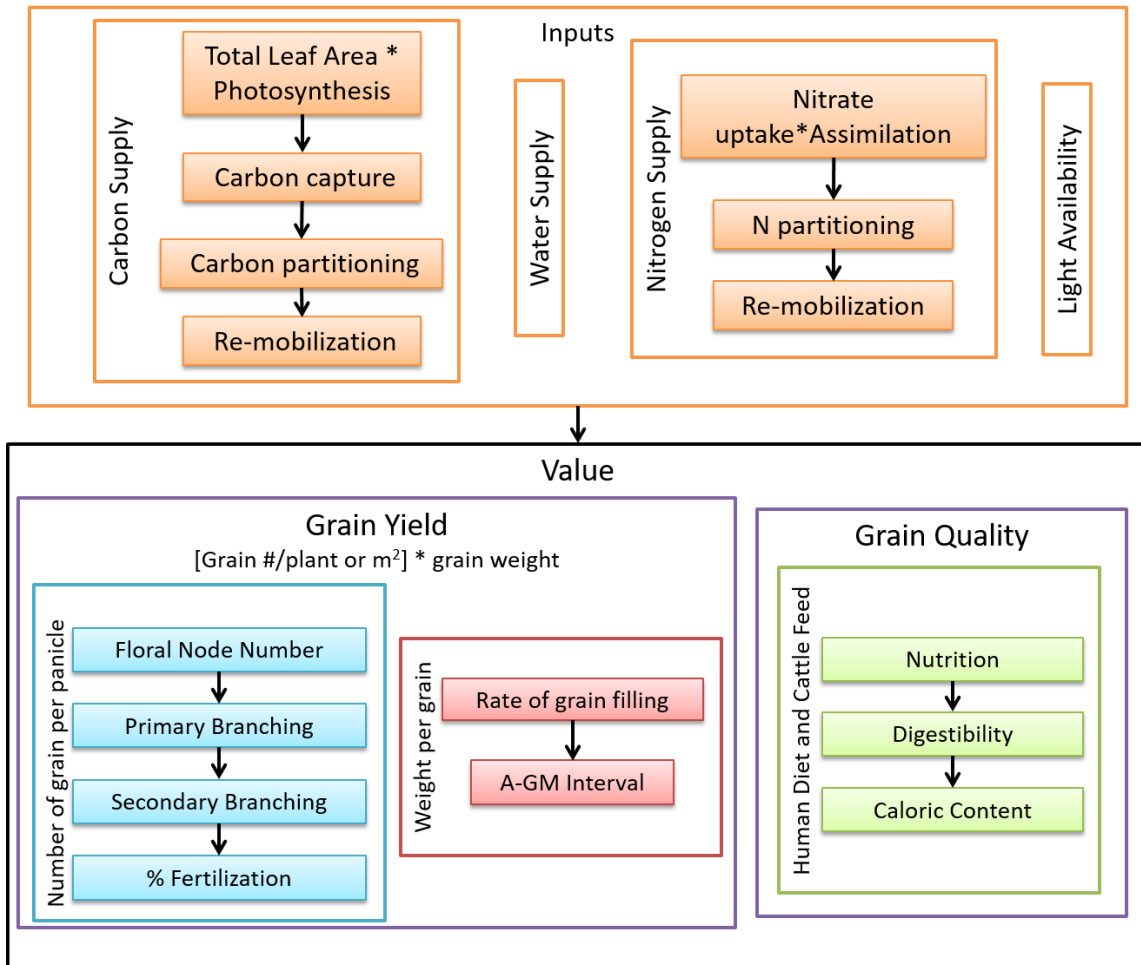 Inputs
Carbon Supply
Total Leaf Area *
Photosynthesis
Carbon capture
Carbon partitioning
Re-mobilization
Water Supply
Nitrogen Supply
Nitrate
uptake*Assimilation
N partitioning
Re-mobilization
Light Availability
Value
Grain Yield
[Grain #/plant or m²] * grain weight
Number of grain per panicle
Floral Node Number
Primary Branching
Secondary Branching
% Fertilization
Weight per grain
Rate of grain filling
A-GM Interval
Grain Quality
Human Diet and Cattle Feed
Nutrition
Digestibility
Caloric Content